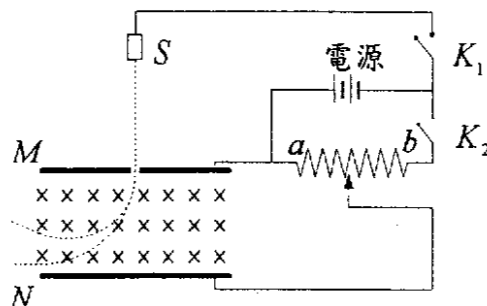 S
電源
K₁
K₂
a
b
M
× × × × × × ×
× × × × × × ×
× × × × × × ×
N